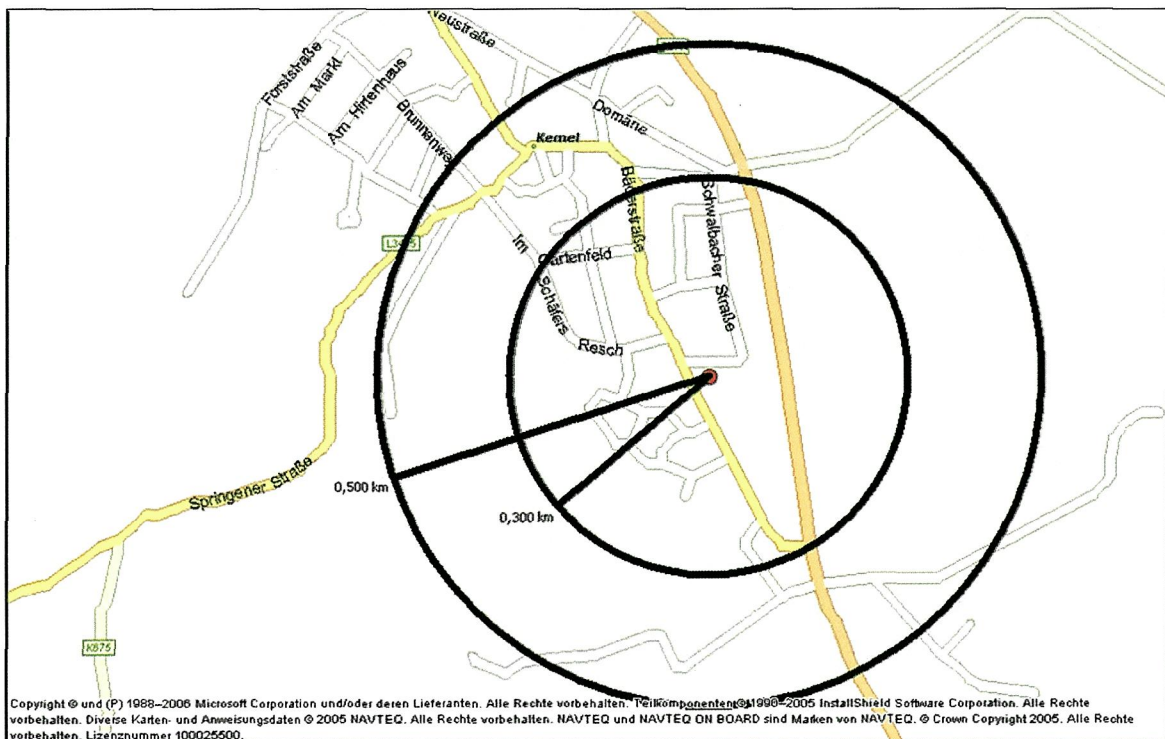 Neustraße
Forststraße
Am Markt
Am Hirtenhaus
Brunnenweg
Domäne
Kemel
Bäderstraße
Schwalbacher Straße
Im
Gartenfeld
Schäfers
Resch
0,500 km
0,300 km
Springener Straße
K675
Copyright © und (P) 1988–2006 Microsoft Corporation und/oder deren Lieferanten. Alle Rechte vorbehalten. Teilkomponenten © 1990–2005 InstallShield Software Corporation. Alle Rechte
vorbehalten. Diverse Karten- und Anweisungsdaten © 2005 NAVTEQ. Alle Rechte vorbehalten. NAVTEQ und NAVTEQ ON BOARD sind Marken von NAVTEQ. © Crown Copyright 2005. Alle Rechte
vorbehalten. Lizenznummer 100025500.